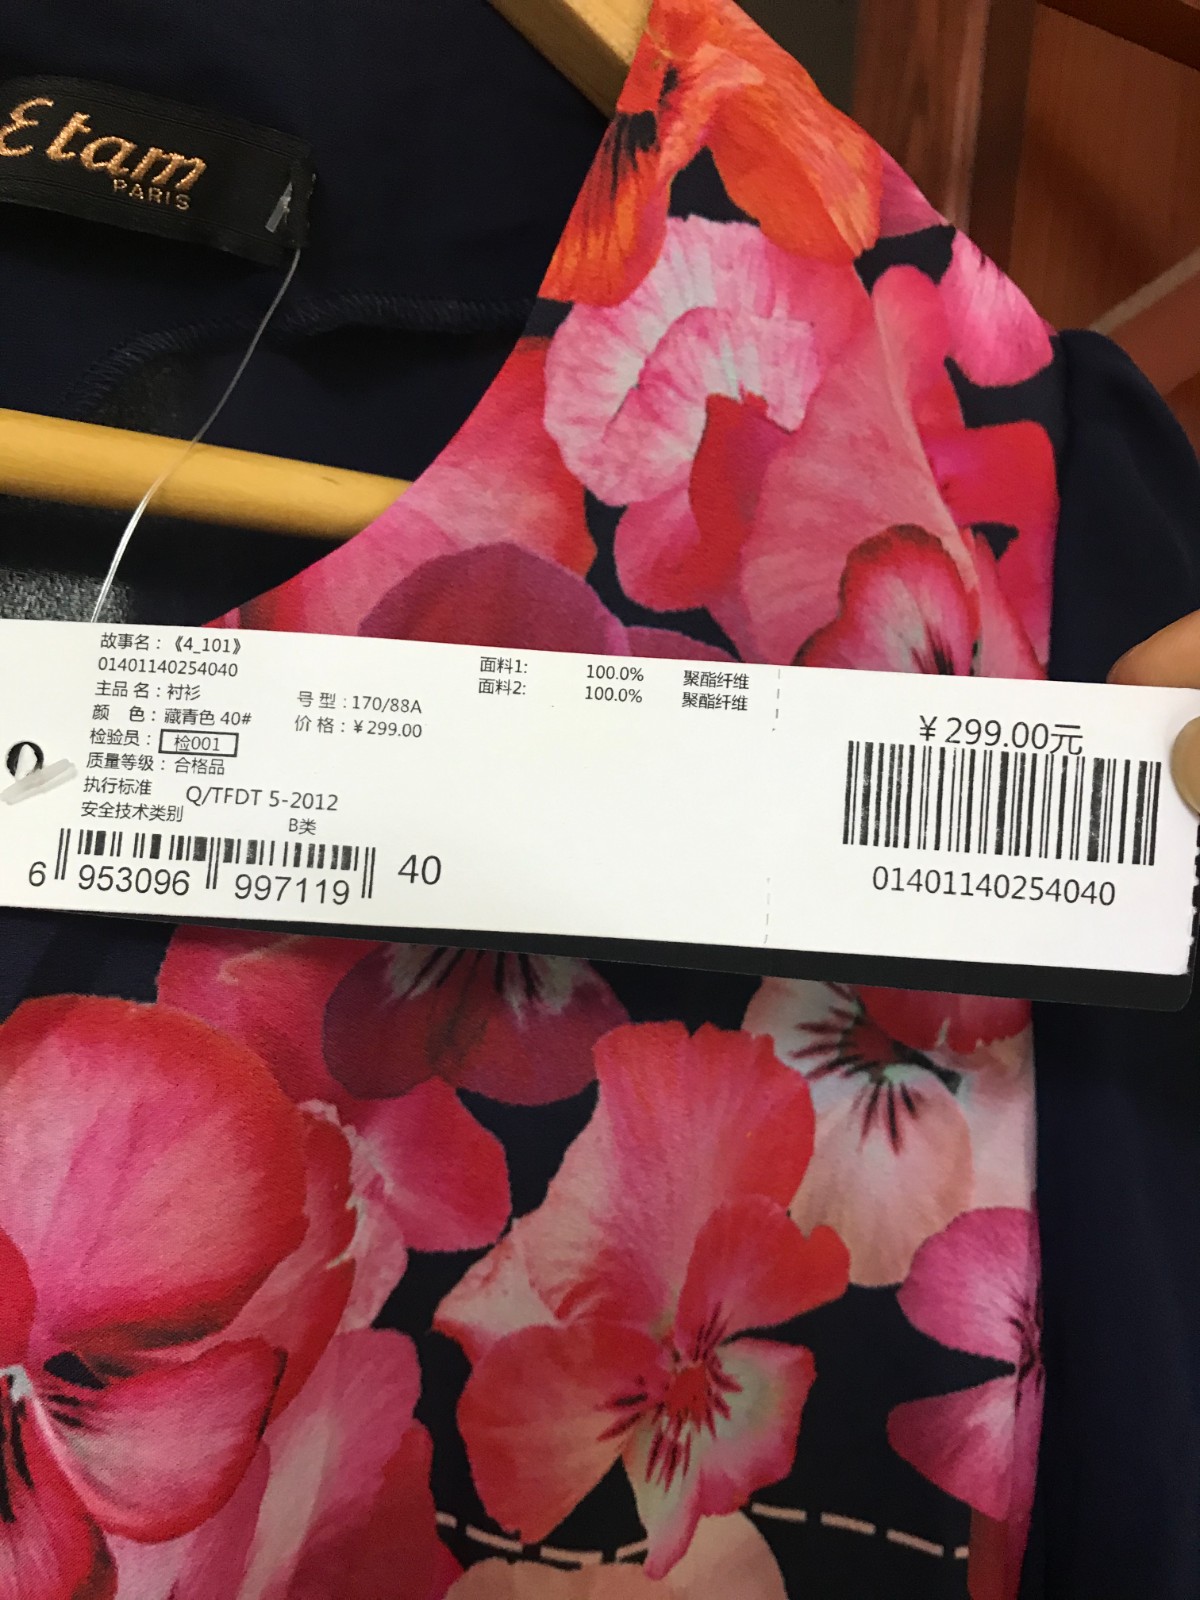 Etam
PARIS
故事名：《4_101》
01401140254040
主品 名：衬衫
颜 色：藏青色 40#
检验员：检001
质量等级：合格品
执行标准 Q/TFDT 5-2012
安全技术类别 B类
号 型：170/88A
价 格：¥299.00
面料1: 100.0% 聚酯纤维
面料2: 100.0% 聚酯纤维
6 953096 997119 40
¥299.00元
01401140254040